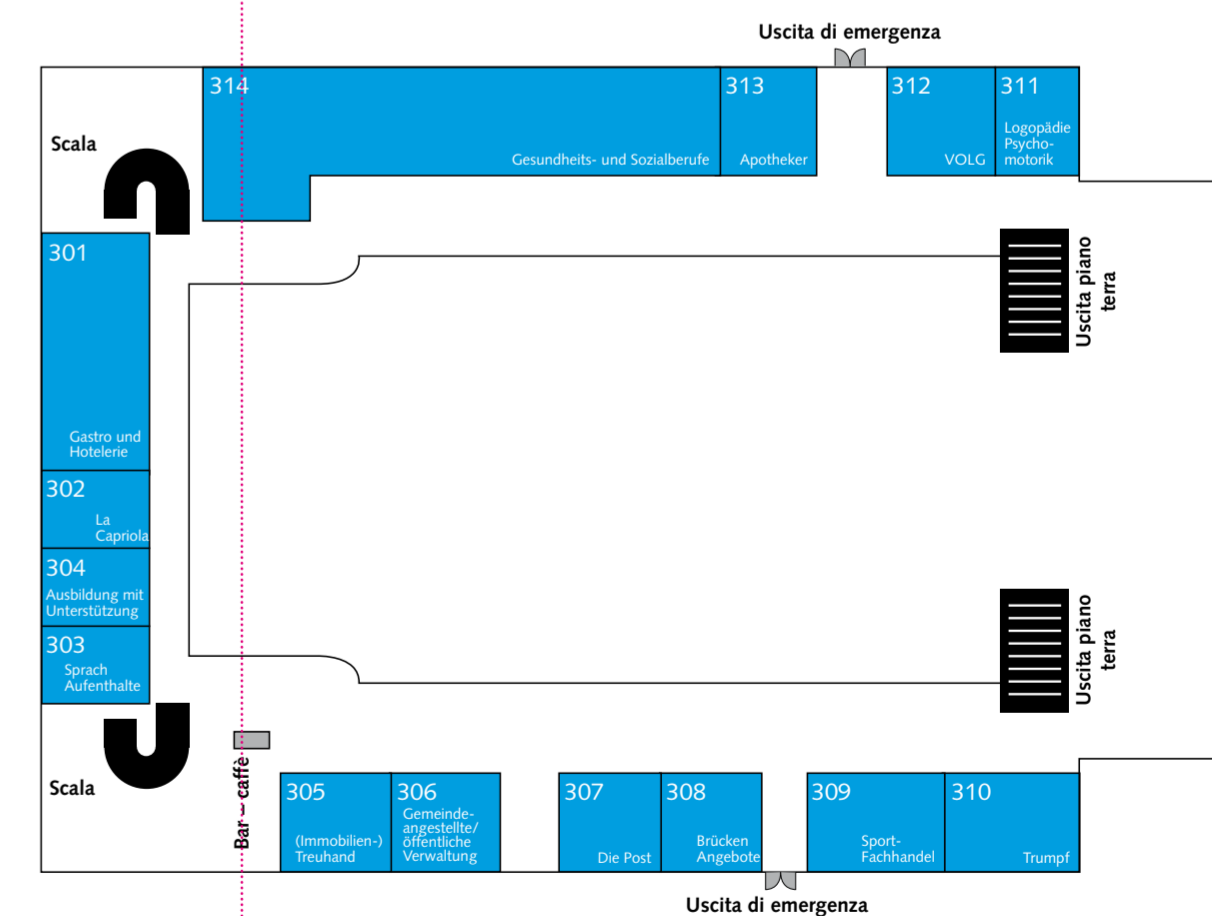 Uscita di emergenza
314
Gesundheits- und Sozialberufe
313
Apotheker
312
VOLG
311
Logopädie
Psycho-
motorik
Scala
301
Gastro und
Hotelerie
302
La
Capriola
304
Ausbildung mit
Unterstützung
303
Sprach
Aufenthalte
Uscita piano
terra
Uscita piano
terra
Scala
Bar – caffè
305
(Immobilien-)
Treuhand
306
Gemeinde-
angestellte/
öffentliche
Verwaltung
307
Die Post
308
Brücken
Angebote
309
Sport-
Fachhandel
310
Trumpf
Uscita di emergenza